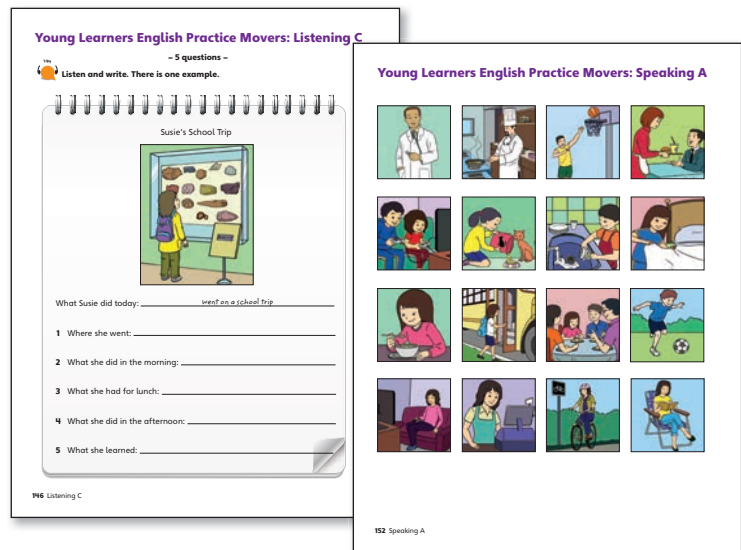 Young Learners English Practice Movers: Listening C
– 5 questions –
Listen and write. There is one example.
Susie's School Trip
What Susie did today: went on a school trip
1 Where she went:
2 What she did in the morning:
3 What she had for lunch:
4 What she did in the afternoon:
5 What she learned:
146 Listening C
Young Learners English Practice Movers: Speaking A
152 Speaking A